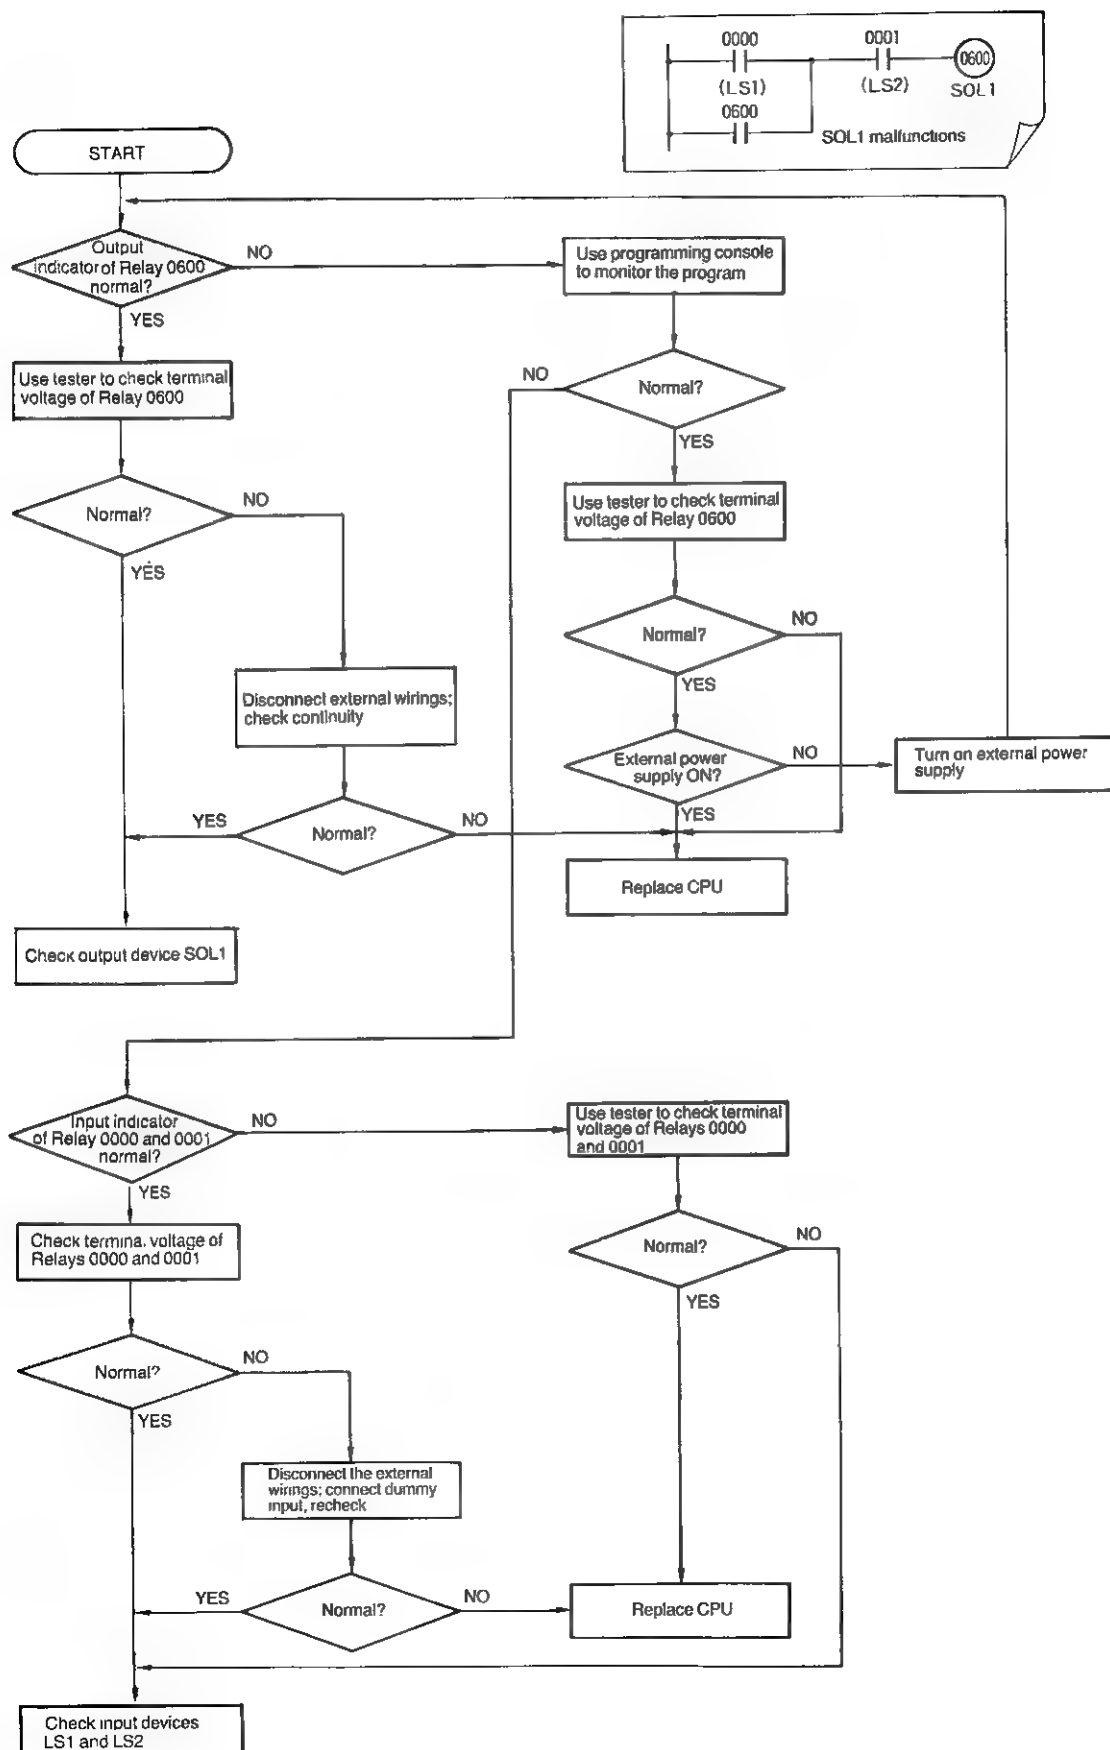 0000
0001
0600
(LS1)
(LS2)
SOL1
0600
SOL1 malfunctions
START
Output
indicator of Relay 0600
normal?
NO
YES
Use programming console
to monitor the program
Use tester to check terminal
voltage of Relay 0600
NO
Normal?
YES
Normal?
NO
YES
Use tester to check terminal
voltage of Relay 0600
Normal?
NO
YES
Disconnect external wirings;
check continuity
External power
supply ON?
NO
YES
Turn on external power
supply
YES
Normal?
NO
Replace CPU
Check output device SOL1
Input indicator
of Relay 0000 and 0001
normal?
NO
YES
Use tester to check terminal
voltage of Relays 0000
and 0001
Check terminal voltage of
Relays 0000 and 0001
Normal?
NO
YES
Normal?
NO
YES
Disconnect the external
wirings; connect dummy
input, recheck
YES
Normal?
NO
Replace CPU
Check input devices
LS1 and LS2